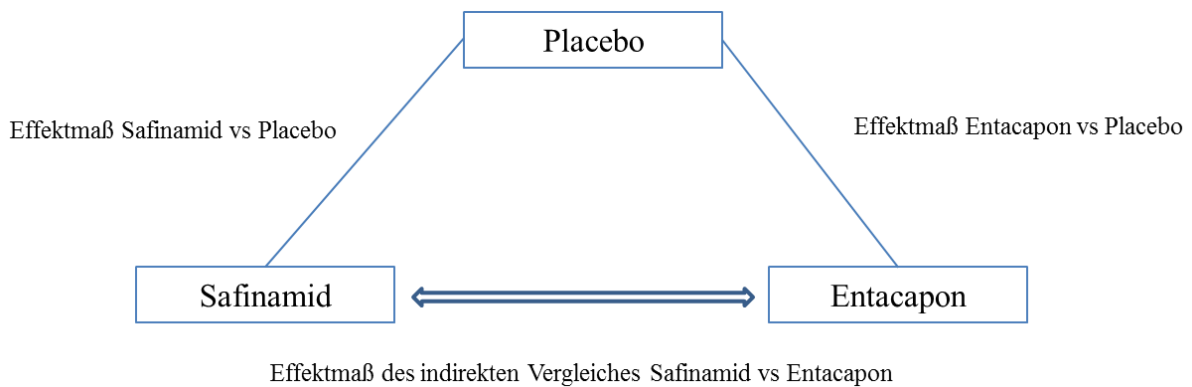 Placebo
Effektmaß Safinamid vs Placebo
Effektmaß Entacapon vs Placebo
Safinamid
Entacapon
Effektmaß des indirekten Vergleiches Safinamid vs Entacapon